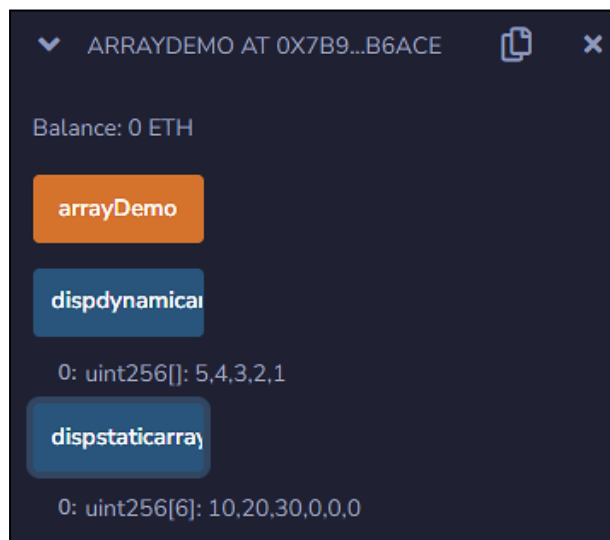 ARRAYDEMO AT 0X7B9...B6ACE
Balance: 0 ETH
arrayDemo
dispdynamicar
0: uint256[]: 5,4,3,2,1
dispstaticarray
0: uint256[6]: 10,20,30,0,0,0